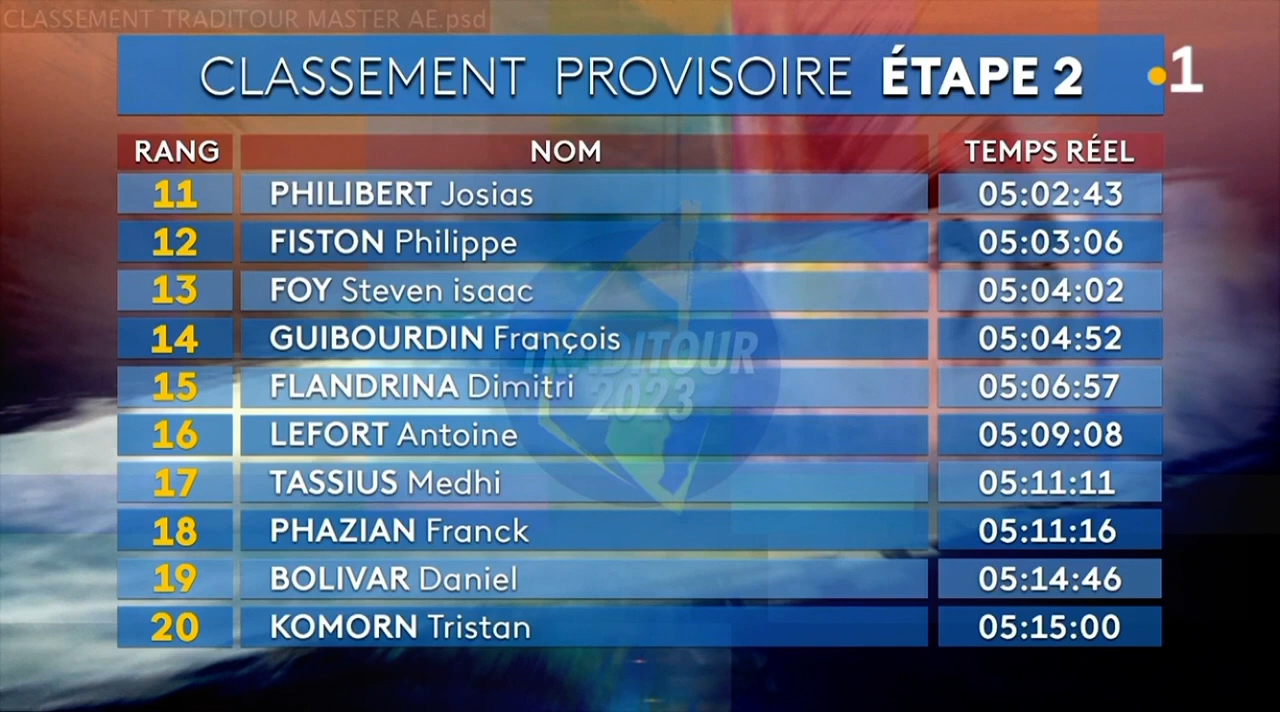 CLASSEMENT TRADITOUR MASTER AE.psd
CLASSEMENT PROVISOIRE ÉTAPE 2
1
RANG NOM TEMPS RÉEL
11 PHILIBERT Josias 05:02:43
12 FISTON Philippe 05:03:06
13 FOY Steven isaac 05:04:02
14 GUIBOURDIN François 05:04:52
15 FLANDRINA Dimitri 05:06:57
16 LEFORT Antoine 05:09:08
17 TASSIUS Medhi 05:11:11
18 PHAZIAN Franck 05:11:16
19 BOLIVAR Daniel 05:14:46
20 KOMORN Tristan 05:15:00
TRADITOUR
2023